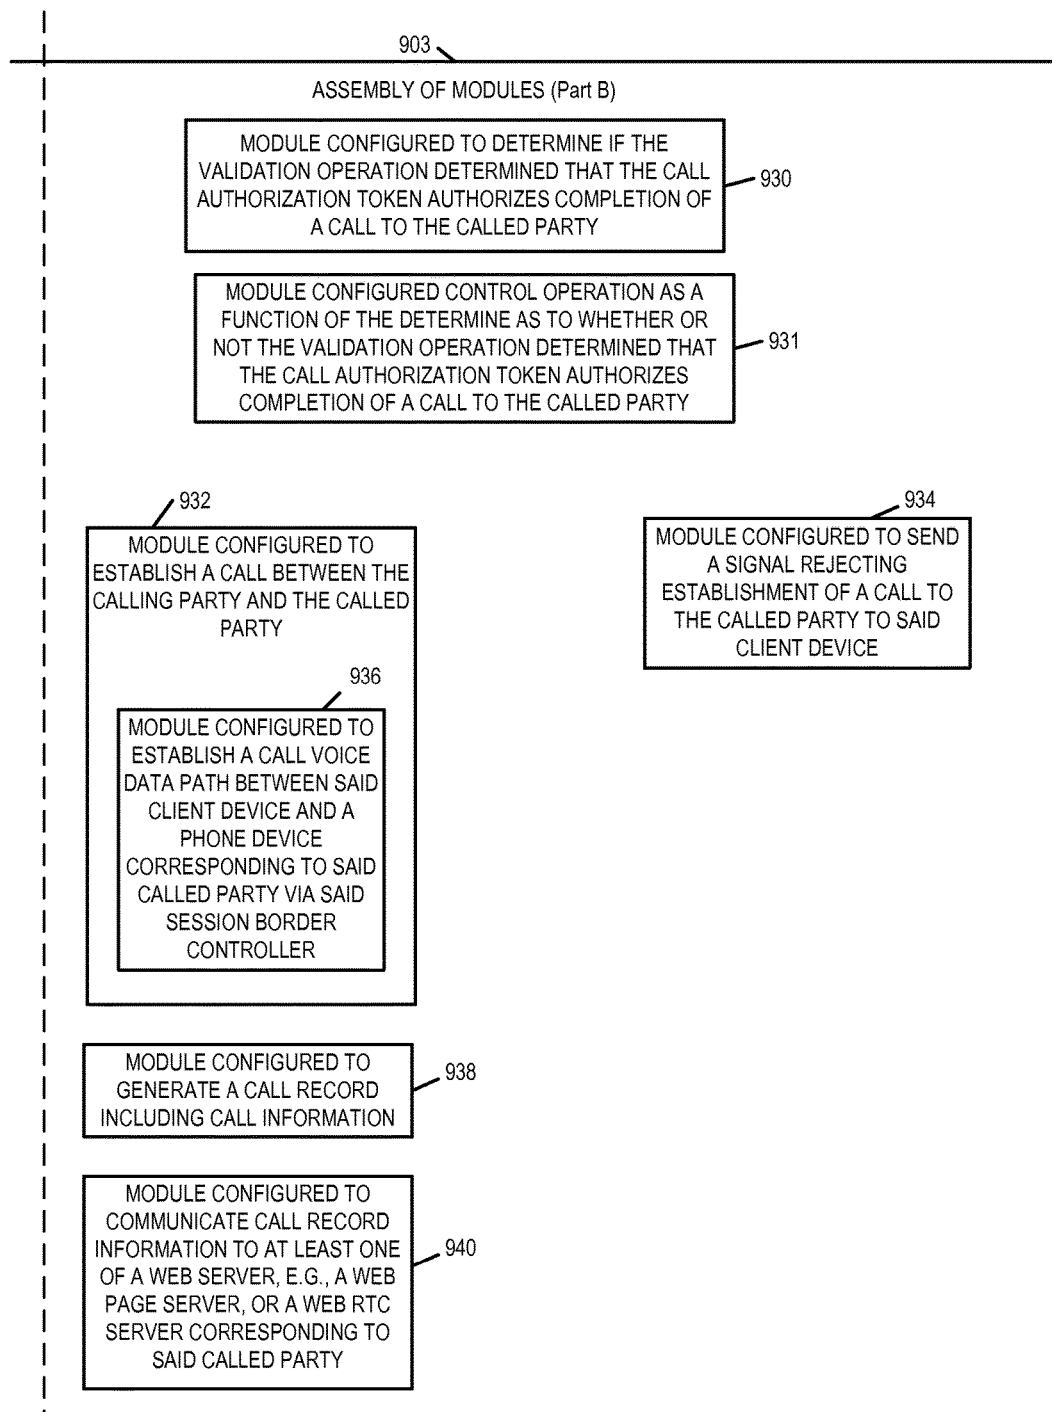 903
ASSEMBLY OF MODULES (Part B)
MODULE CONFIGURED TO DETERMINE IF THE
VALIDATION OPERATION DETERMINED THAT THE CALL
AUTHORIZATION TOKEN AUTHORIZES COMPLETION OF
A CALL TO THE CALLED PARTY
930
MODULE CONFIGURED CONTROL OPERATION AS A
FUNCTION OF THE DETERMINE AS TO WHETHER OR
NOT THE VALIDATION OPERATION DETERMINED THAT
THE CALL AUTHORIZATION TOKEN AUTHORIZES
COMPLETION OF A CALL TO THE CALLED PARTY
931
932
MODULE CONFIGURED TO
ESTABLISH A CALL BETWEEN THE
CALLING PARTY AND THE CALLED
PARTY
934
MODULE CONFIGURED TO SEND
A SIGNAL REJECTING
ESTABLISHMENT OF A CALL TO
THE CALLED PARTY TO SAID
CLIENT DEVICE
936
MODULE CONFIGURED TO
ESTABLISH A CALL VOICE
DATA PATH BETWEEN SAID
CLIENT DEVICE AND A
PHONE DEVICE
CORRESPONDING TO SAID
CALLED PARTY VIA SAID
SESSION BORDER
CONTROLLER
MODULE CONFIGURED TO
GENERATE A CALL RECORD
INCLUDING CALL INFORMATION
938
MODULE CONFIGURED TO
COMMUNICATE CALL RECORD
INFORMATION TO AT LEAST ONE
OF A WEB SERVER, E.G., A WEB
PAGE SERVER, OR A WEB RTC
SERVER CORRESPONDING TO
SAID CALLED PARTY
940